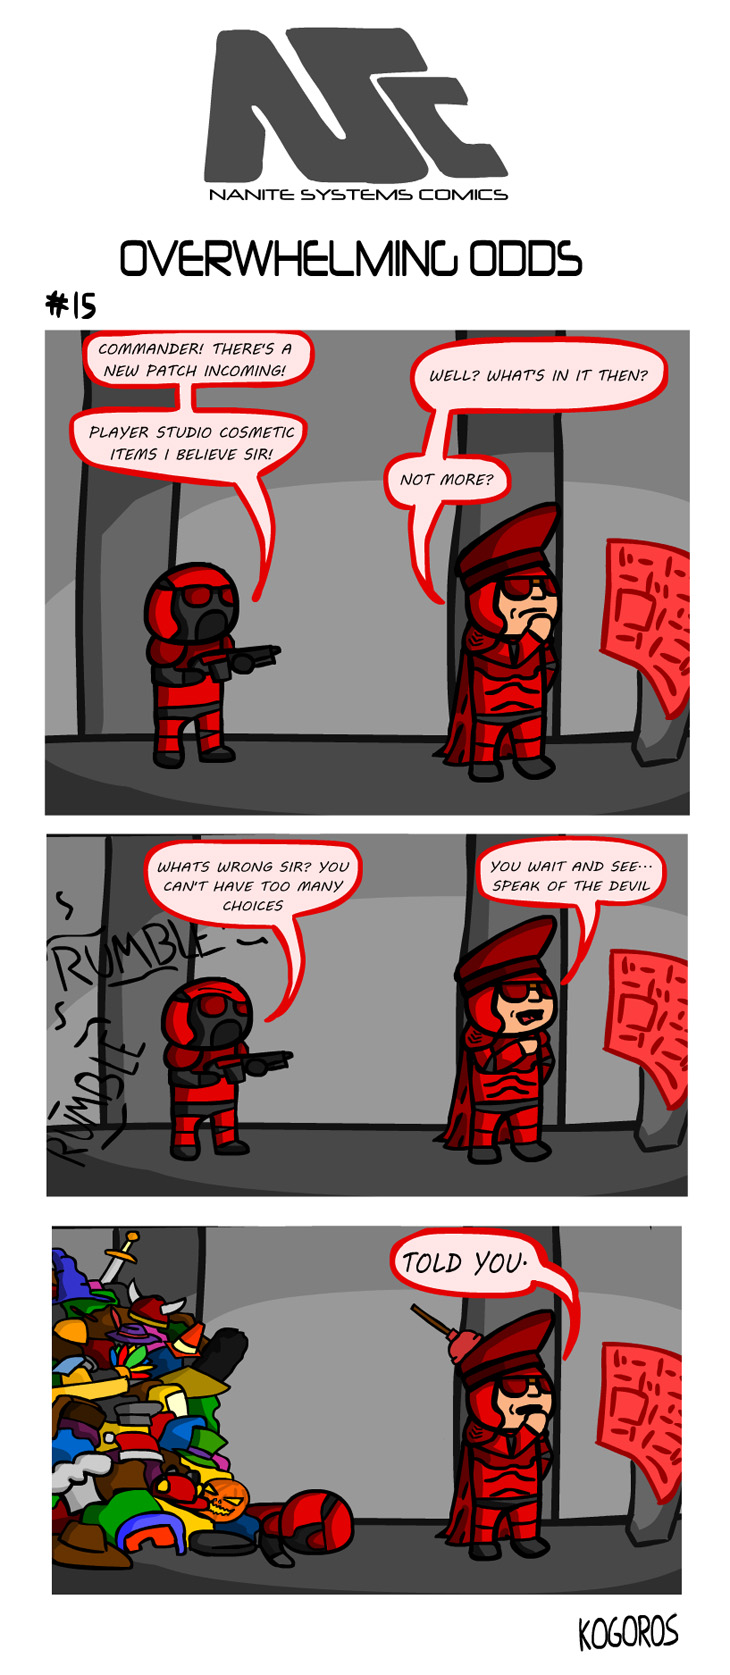 NSC
NANITE SYSTEMS COMICS
OVERWHELMING ODDS
#15
COMMANDER! THERE'S A
NEW PATCH INCOMING!
PLAYER STUDIO COSMETIC
ITEMS I BELIEVE SIR!
WELL? WHAT'S IN IT THEN?
NOT MORE?
WHATS WRONG SIR? YOU
CAN'T HAVE TOO MANY
CHOICES
YOU WAIT AND SEE...
SPEAK OF THE DEVIL
RUMBLE
RUMBLE
TOLD YOU.
KOGOROS